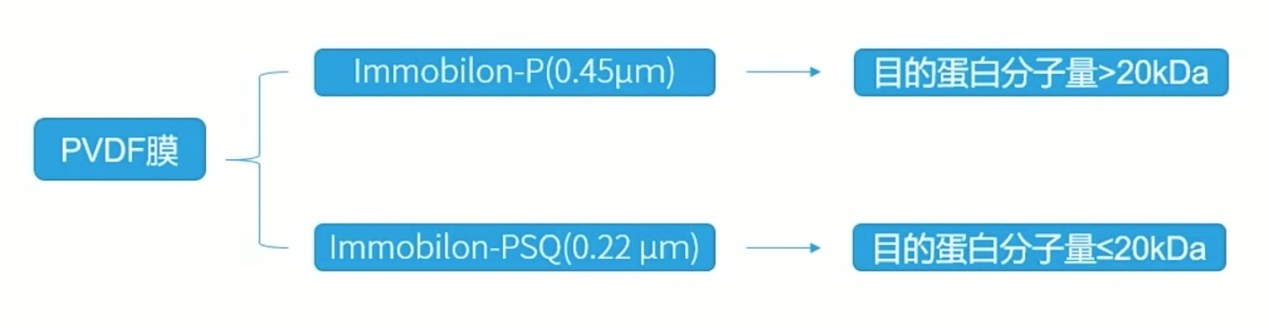 Immobilon-P(0.45μm)
目的蛋白分子量>20kDa
PVDF膜
Immobilon-PSQ(0.22 μm)
目的蛋白分子量≤20kDa